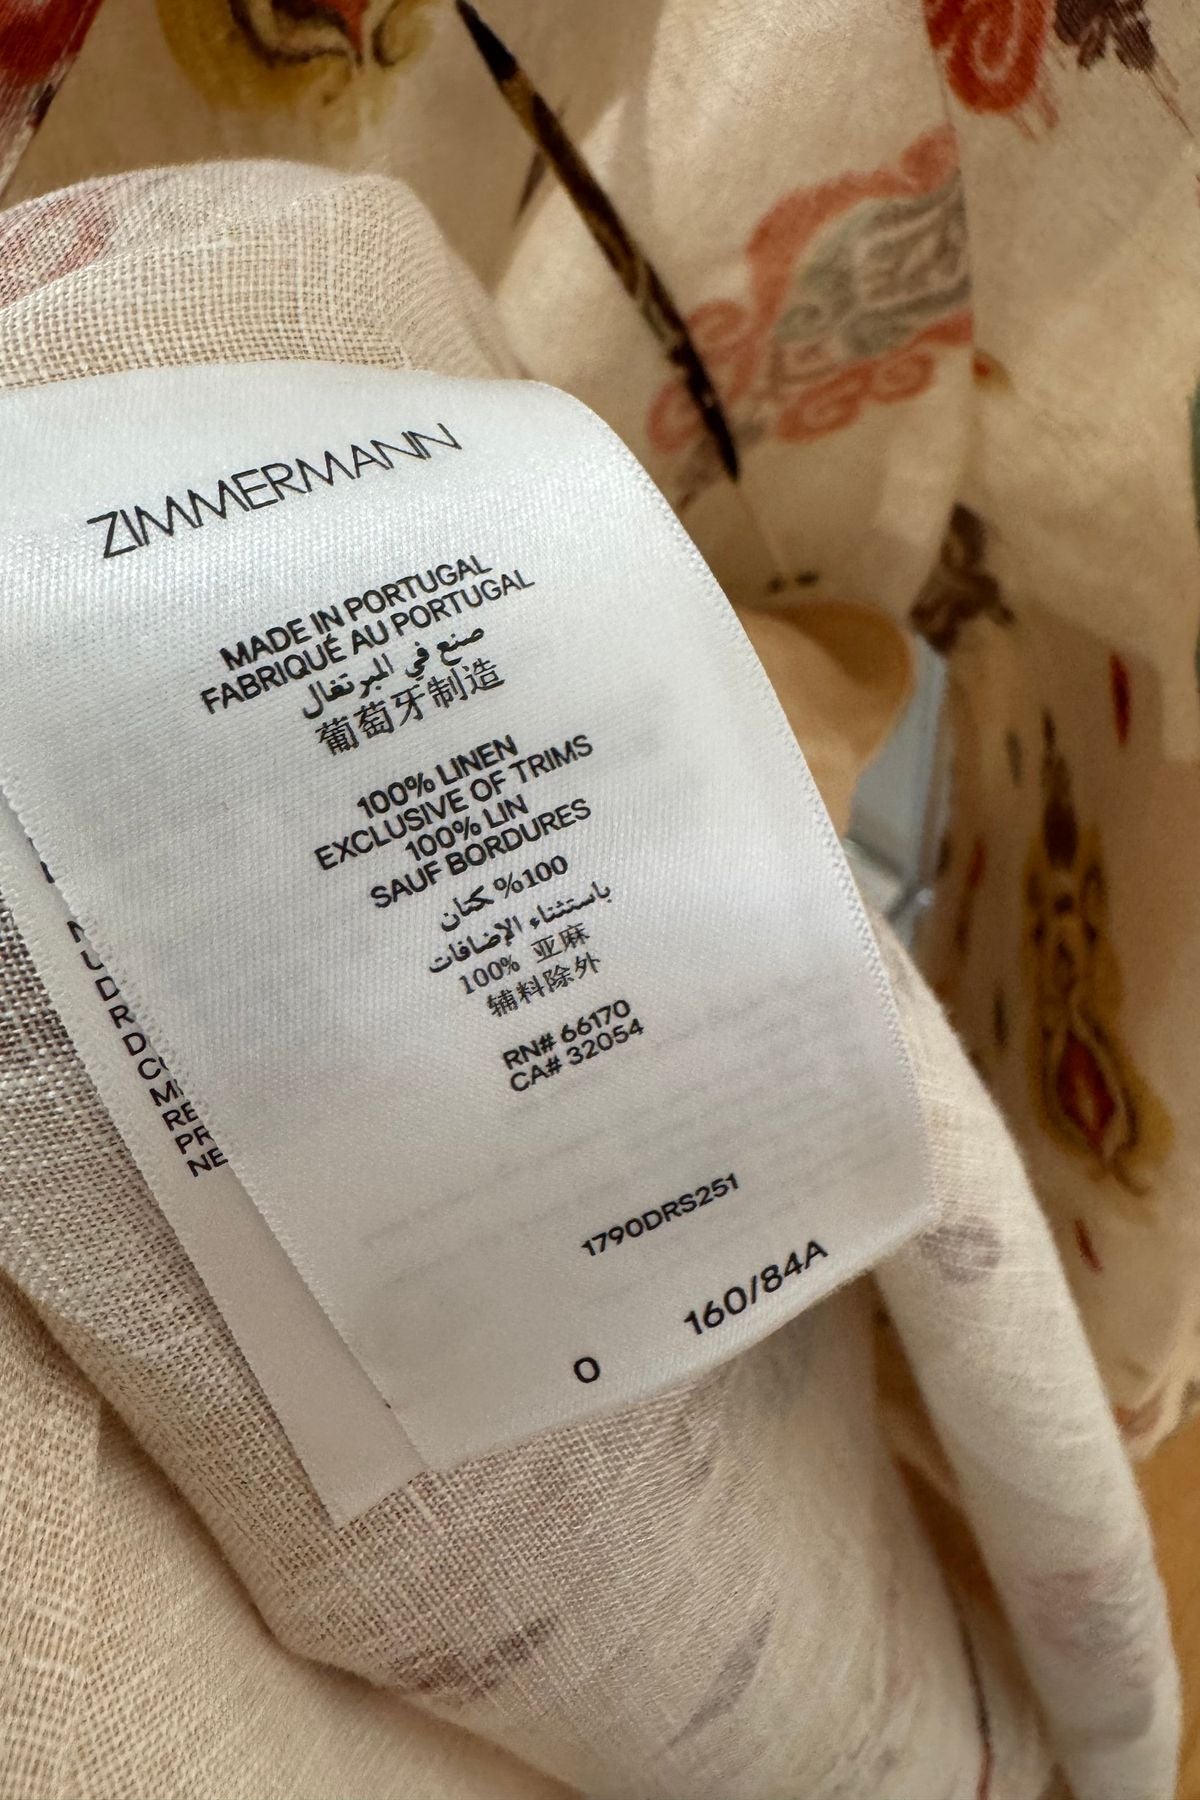 ZIMMERMANN
MADE IN PORTUGAL
FABRIQUÉ AU PORTUGAL
صنع في البرتغال
葡萄牙制造
100% LINEN
EXCLUSIVE OF TRIMS
100% LIN
SAUF BORDURES
100% كتان
باستثناء الإضافات
100% 亚麻
辅料除外
RN# 66170
CA# 32054
1790DRS251
160/84A
0